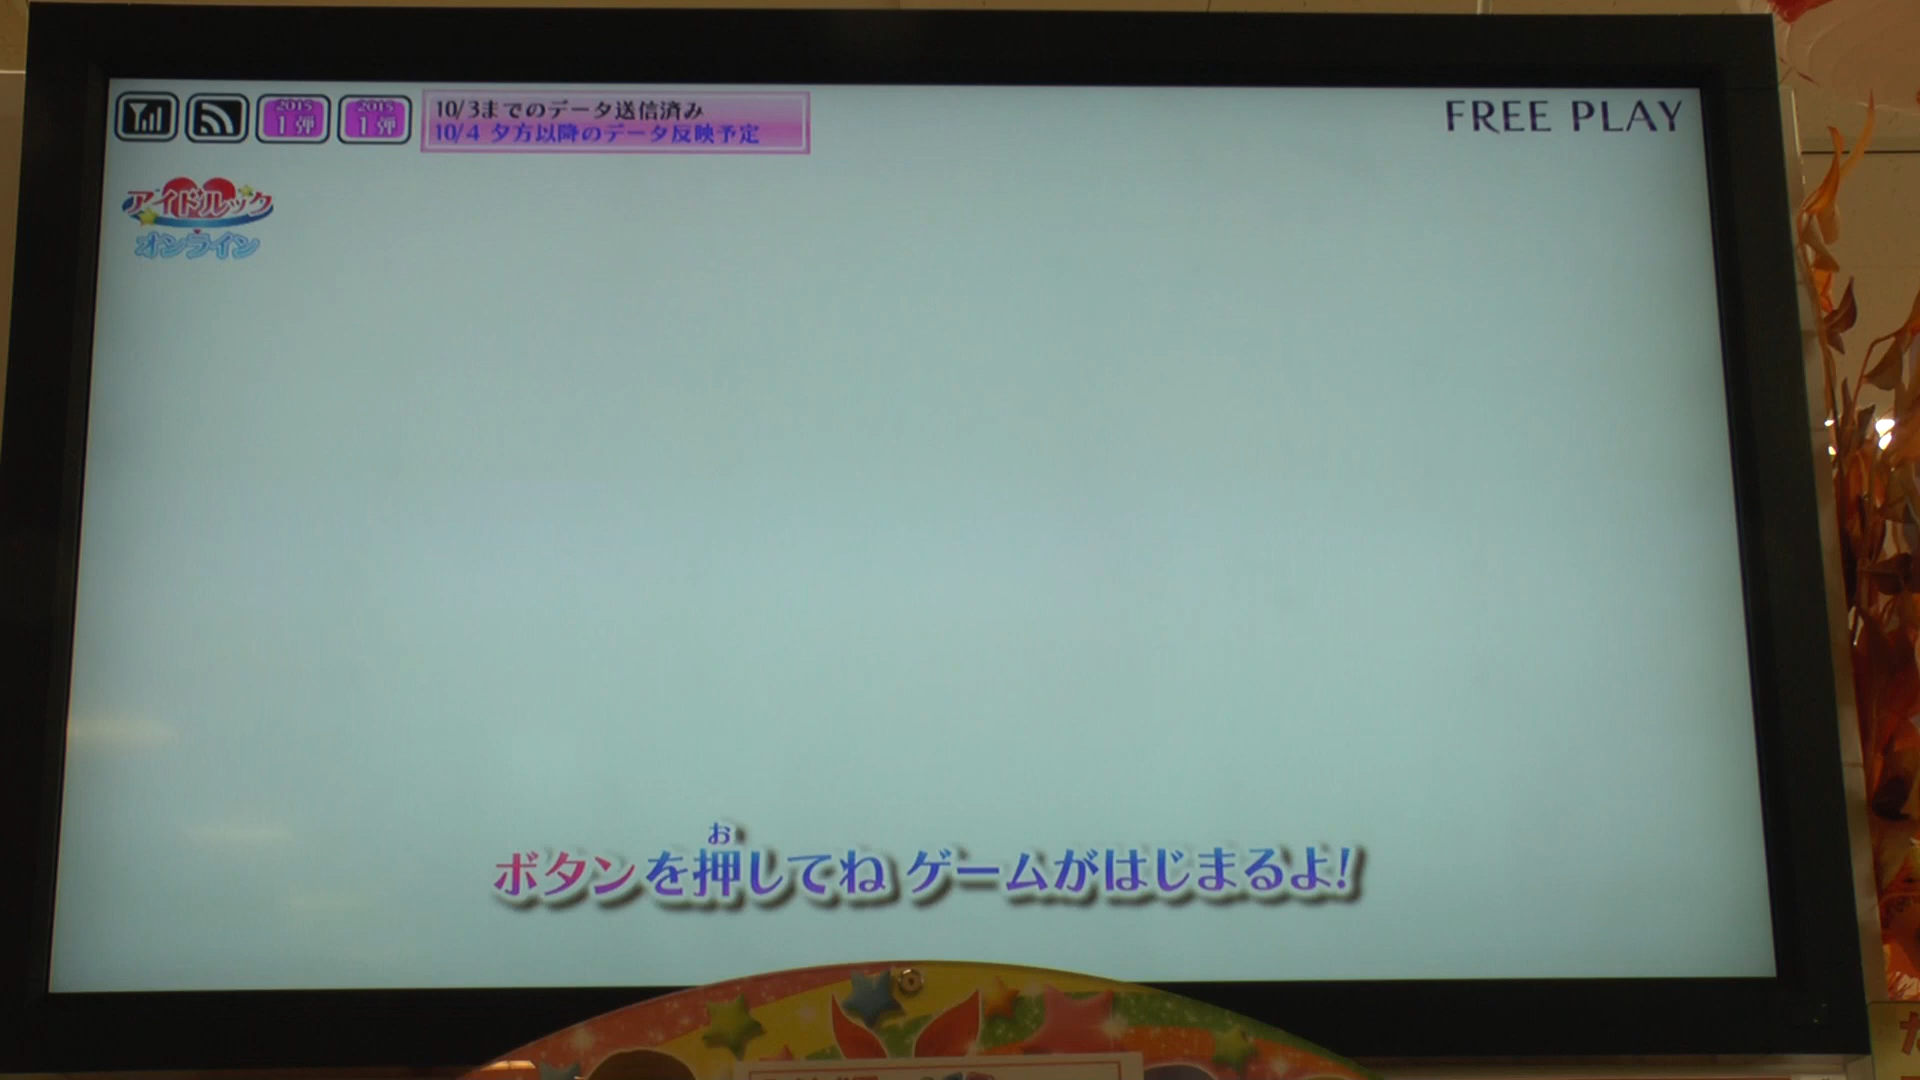 2015
1弾
2015
1弾
10/3までのデータ送信済み
10/4 夕方以降のデータ反映予定
FREE PLAY
アイドルック
オンライン
お
ボタンを押してね ゲームがはじまるよ!